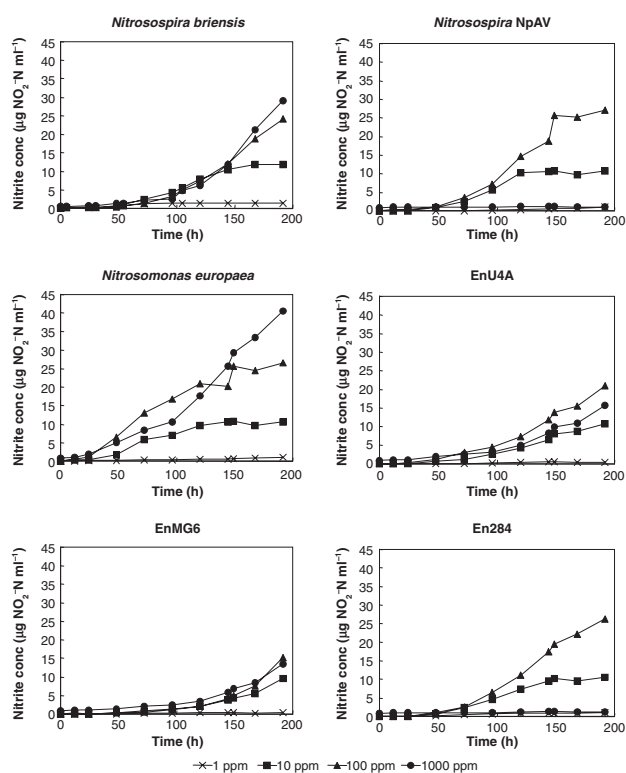 Nitrosospira briensis
Nitrite conc (µg NO₂⁻N ml⁻¹)
45
40
35
30
25
20
15
10
5
0
0 50 100 150 200
Time (h)
Nitrosospira NpAV
Nitrite conc (µg NO₂⁻N ml⁻¹)
45
40
35
30
25
20
15
10
5
0
0 50 100 150 200
Time (h)
Nitrosomonas europaea
Nitrite conc (µg NO₂⁻N ml⁻¹)
45
40
35
30
25
20
15
10
5
0
0 50 100 150 200
Time (h)
EnU4A
Nitrite conc (µg NO₂⁻N ml⁻¹)
45
40
35
30
25
20
15
10
5
0
0 50 100 150 200
Time (h)
EnMG6
Nitrite conc (µg NO₂⁻N ml⁻¹)
45
40
35
30
25
20
15
10
5
0
0 50 100 150 200
Time (h)
En284
Nitrite conc (µg NO₂⁻N ml⁻¹)
45
40
35
30
25
20
15
10
5
0
0 50 100 150 200
Time (h)
1 ppm 10 ppm 100 ppm 1000 ppm